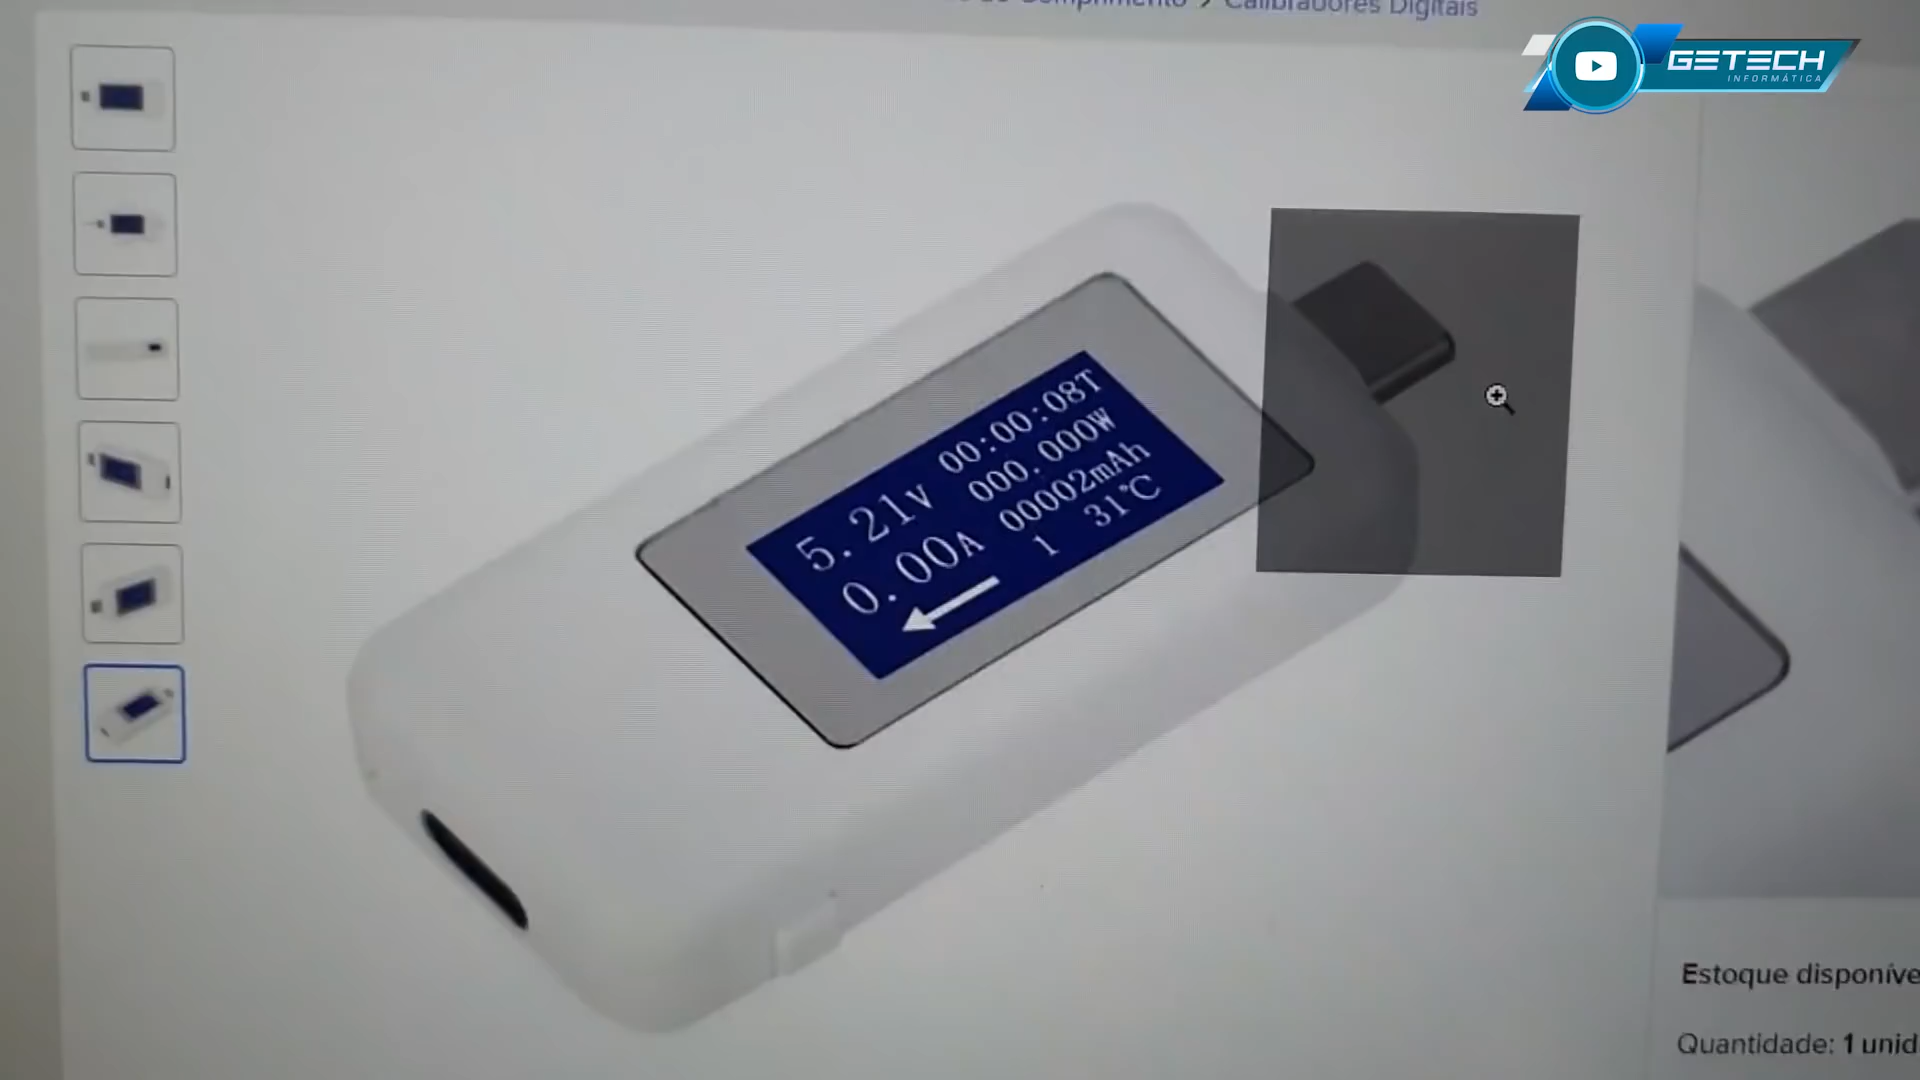 Comprimento > Calibradores Digitais
GETECH
INFORMÁTICA
5.21v 00:00:08T
0.00A 000.000W
00002mAh
1 31℃
Estoque disponíve
Quantidade: 1 unid